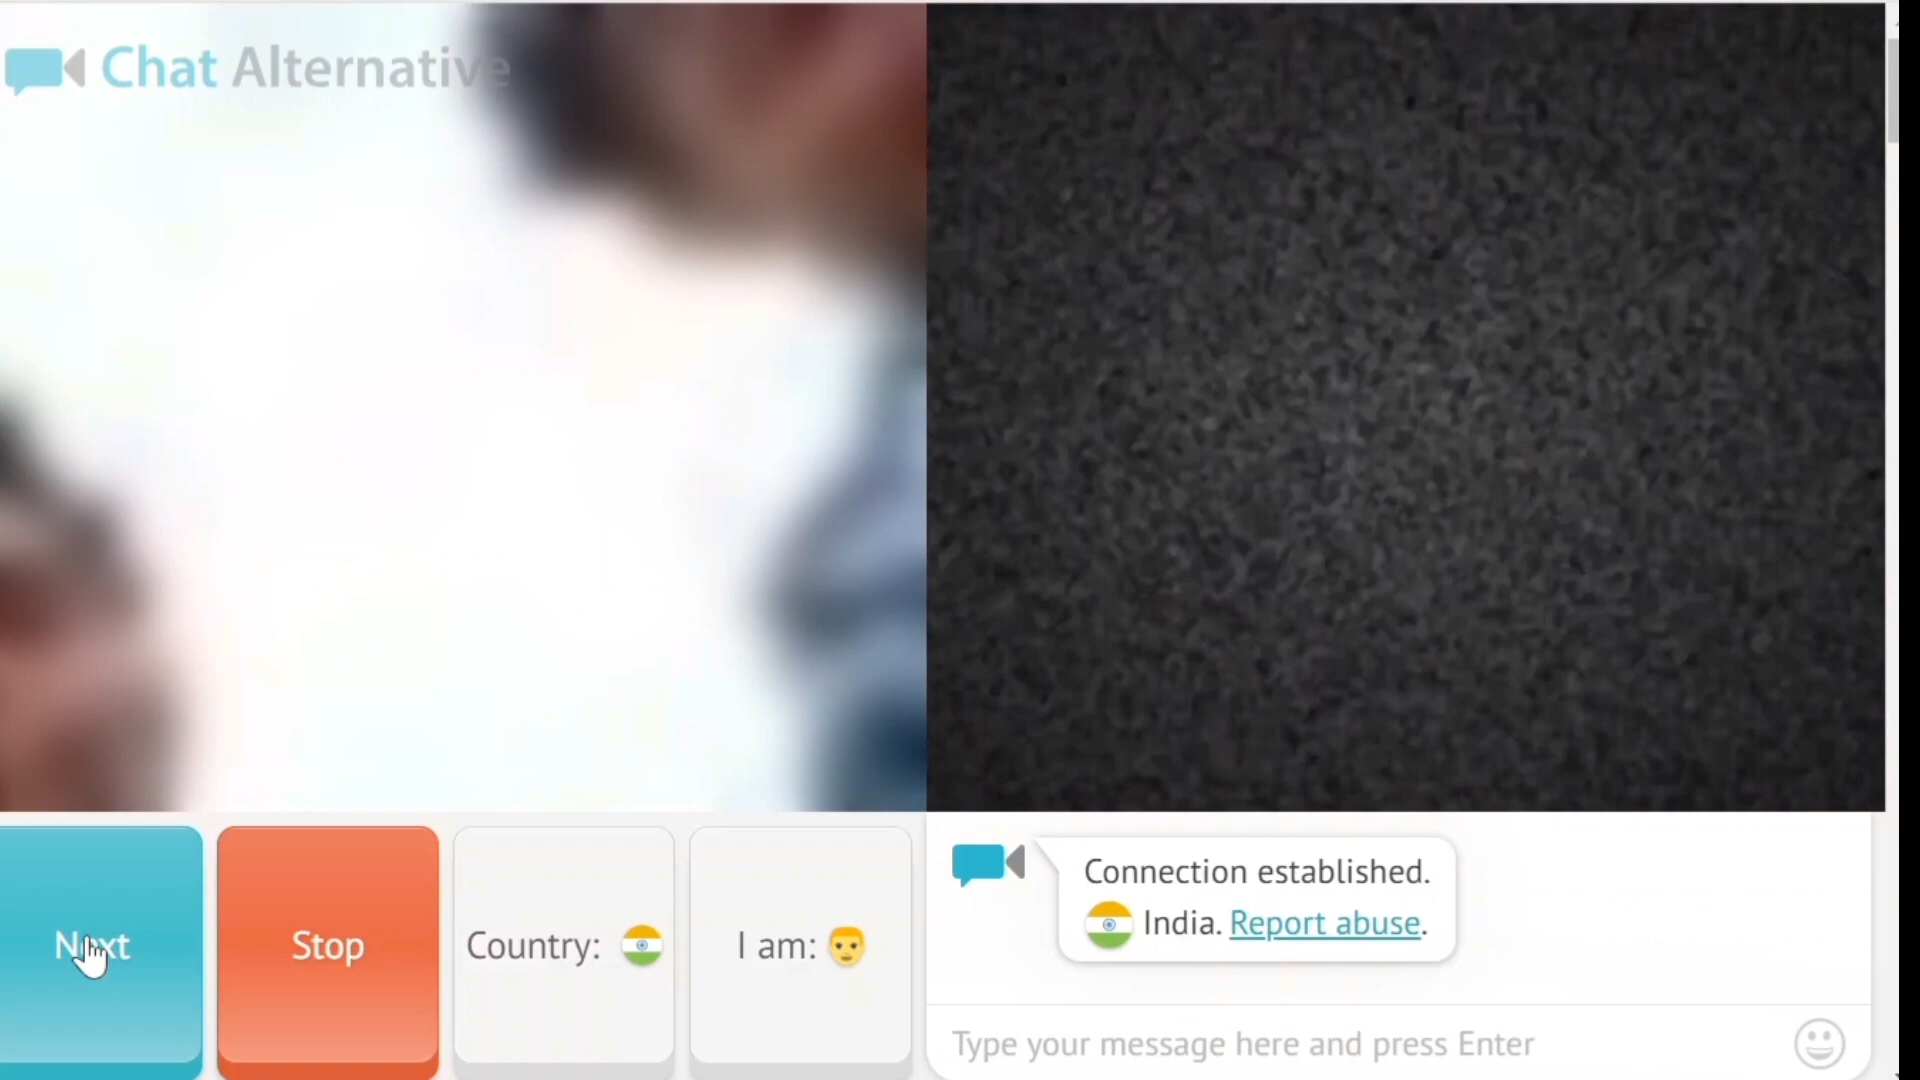 Chat Alternative
Next
Stop
Country:
I am:
Connection established.
India. Report abuse.
Type your message here and press Enter